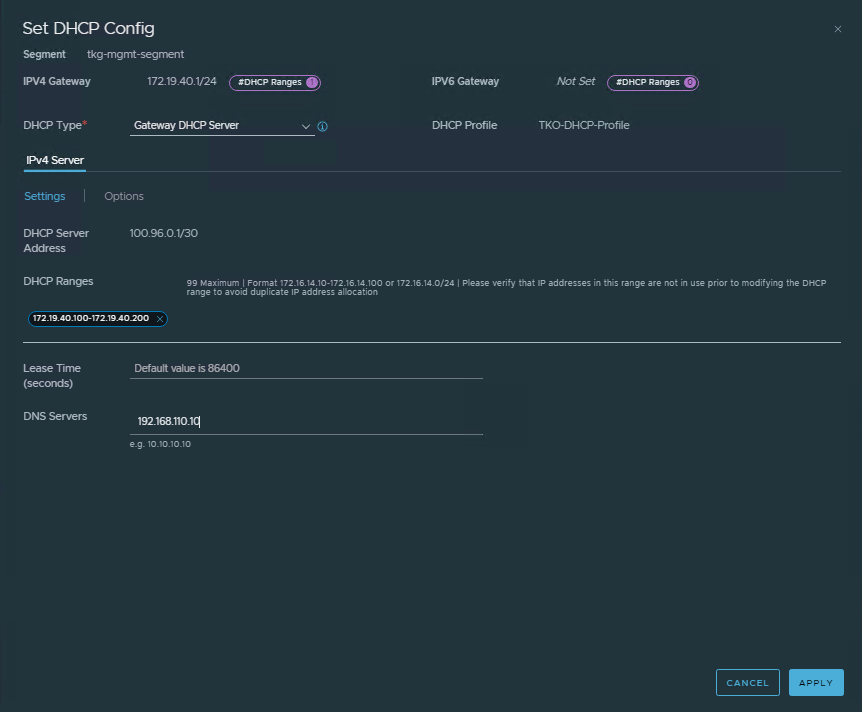 Set DHCP Config
Segment tkg-mgmt-segment
IPV4 Gateway 172.19.40.1/24 #DHCP Ranges 1 IPV6 Gateway Not Set #DHCP Ranges 0
DHCP Type* Gateway DHCP Server DHCP Profile TKO-DHCP-Profile
IPv4 Server
Settings Options
DHCP Server Address 100.96.0.1/30
DHCP Ranges 99 Maximum | Format 172.16.14.10-172.16.14.100 or 172.16.14.0/24 | Please verify that IP addresses in this range are not in use prior to modifying the DHCP
range to avoid duplicate IP address allocation
172.19.40.100-172.19.40.200
Lease Time (seconds) Default value is 86400
DNS Servers 192.168.110.10
e.g. 10.10.10.10
CANCEL APPLY